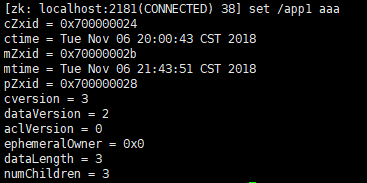 [zk: localhost:2181(CONNECTED) 38] set /app1 aaa
cZxid = 0x700000024
ctime = Tue Nov 06 20:00:43 CST 2018
mZxid = 0x70000002b
mtime = Tue Nov 06 21:43:51 CST 2018
pZxid = 0x700000028
cversion = 3
dataVersion = 2
aclVersion = 0
ephemeralOwner = 0x0
dataLength = 3
numChildren = 3